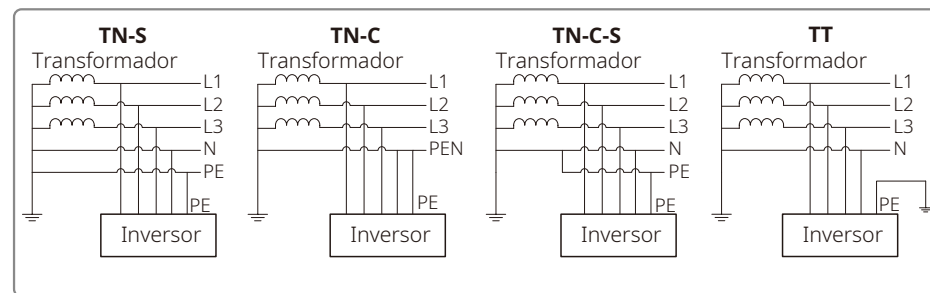 TN-S
Transformador
L1
L2
L3
N
PE
PE
Inversor
TN-C
Transformador
L1
L2
L3
PEN
PE
Inversor
TN-C-S
Transformador
L1
L2
L3
N
PE
PE
Inversor
TT
Transformador
L1
L2
L3
N
PE
Inversor